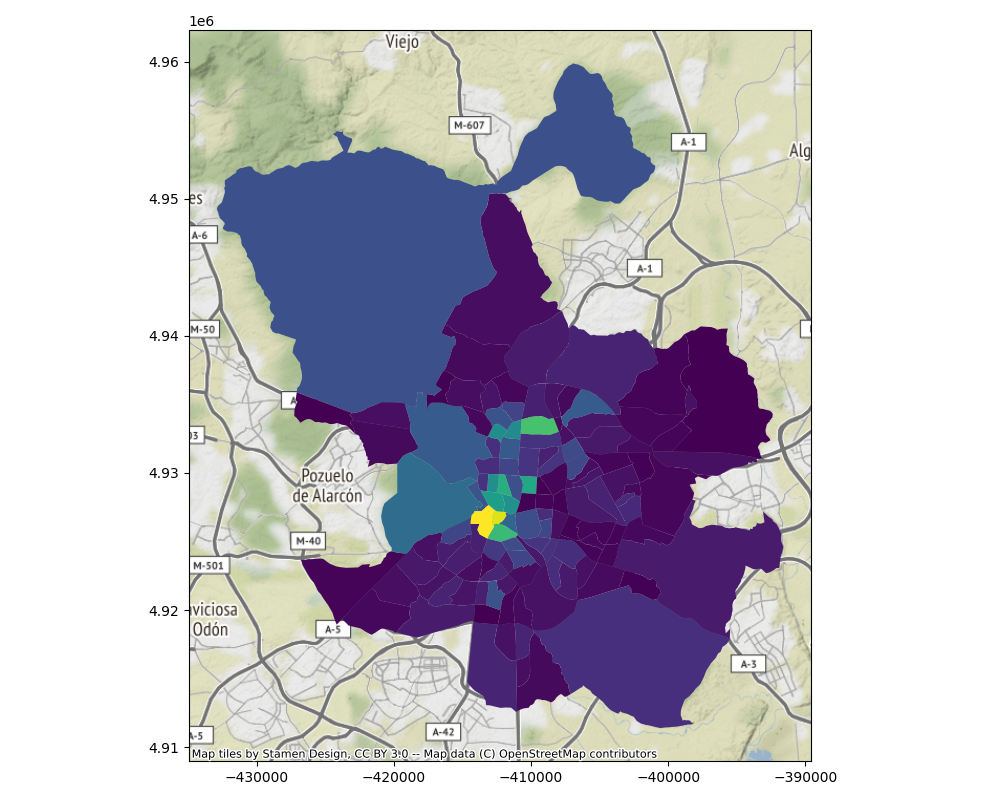 1e6
Viejo
4.96
M-607
A-1
Alg
4.95
es
A-6
A-1
4.94
M-50
A
03
4.93
Pozuelo
de Alarcón
M-40
M-501
4.92
viciosa
Odón
A-5
A-3
A-42
A-5
4.91
Map tiles by Stamen Design, CC BY 3.0 -- Map data (C) OpenStreetMap contributors
−430000
−420000
−410000
−400000
−390000